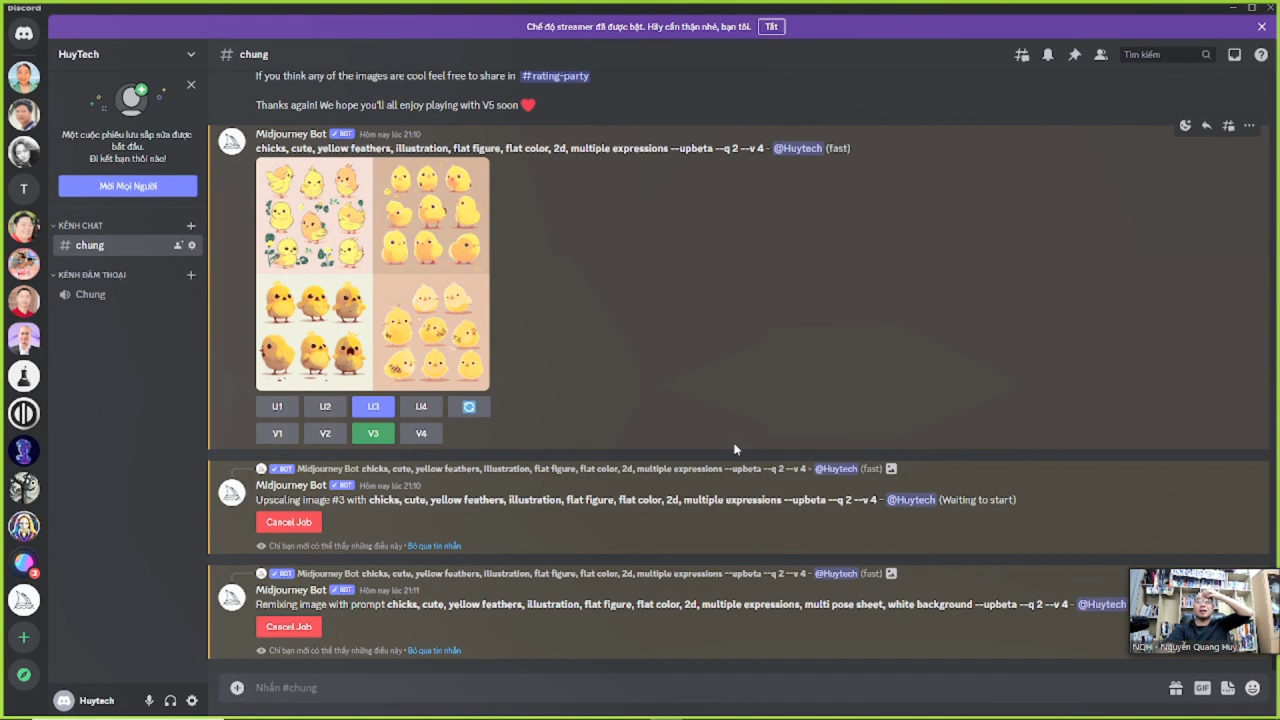 Discord
Chế độ streamer đã được bật. Hãy cẩn thận nhé, bạn tôi.
Tắt
HuyTech
# chung
Tìm kiếm
If you think any of the images are cool feel free to share in #rating-party
Thanks again! We hope you'll all enjoy playing with V5 soon
Một cuộc phiêu lưu sắp sửa được
bắt đầu.
Đi kết bạn thôi nào!
Mời Mọi Người
KÊNH CHAT
# chung
KÊNH ĐÀM THOẠI
Chung
T
3
Midjourney Bot BOT Hôm nay lúc 21:10
chicks, cute, yellow feathers, illustration, flat figure, flat color, 2d, multiple expressions --upbeta --q 2 --v 4 - @Huytech (fast)
U1 U2 U3 U4
V1 V2 V3 V4
BOT Midjourney Bot chicks, cute, yellow feathers, illustration, flat figure, flat color, 2d, multiple expressions --upbeta --q 2 --v 4 - @Huytech (fast)
Midjourney Bot BOT Hôm nay lúc 21:10
Upscaling image #3 with chicks, cute, yellow feathers, illustration, flat figure, flat color, 2d, multiple expressions --upbeta --q 2 --v 4 - @Huytech (Waiting to start)
Cancel Job
Chỉ bạn mới có thể thấy những điều này • Bỏ qua tin nhắn
BOT Midjourney Bot chicks, cute, yellow feathers, illustration, flat figure, flat color, 2d, multiple expressions --upbeta --q 2 --v 4 - @Huytech (fast)
Midjourney Bot BOT Hôm nay lúc 21:11
Remixing image with prompt chicks, cute, yellow feathers, illustration, flat figure, flat color, 2d, multiple expressions, multi pose sheet, white background --upbeta --q 2 --v 4 - @Huytech
Cancel Job
Chỉ bạn mới có thể thấy những điều này • Bỏ qua tin nhắn
NQH - Nguyễn Quang Huy
Huytech
Nhắn #chung
GIF